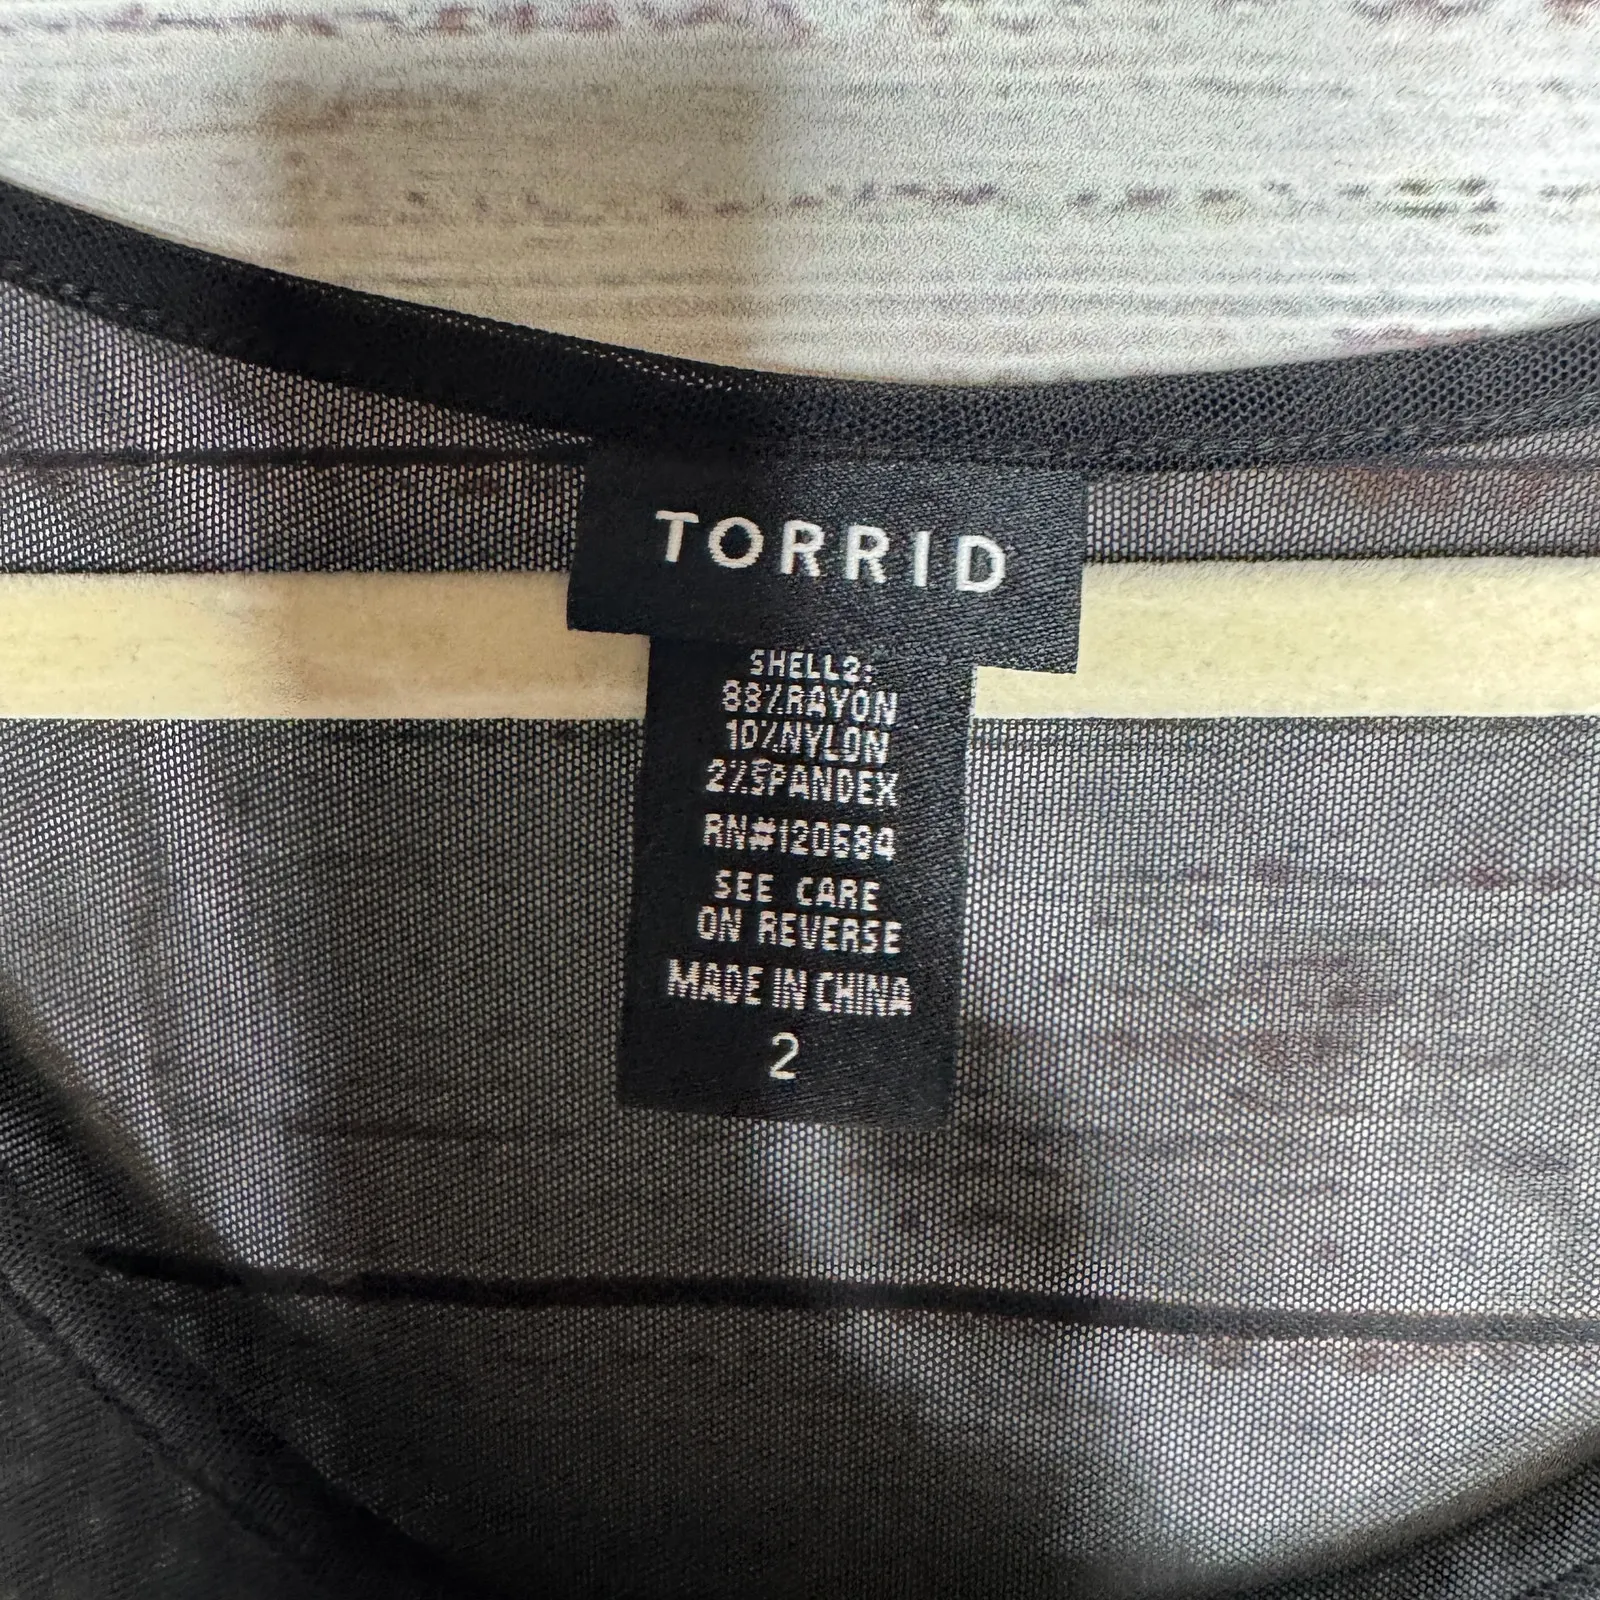 TORRID
SHELL2:
88%RAYON
10%NYLON
2%SPANDEX
RN#120684
SEE CARE
ON REVERSE
MADE IN CHINA
2